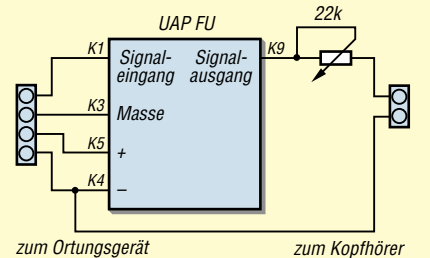 UAP FU
22k
K1
K9
Signal-
eingang
Signal-
ausgang
K3
Masse
K5
+
K4
–
zum Ortungsgerät
zum Kopfhörer